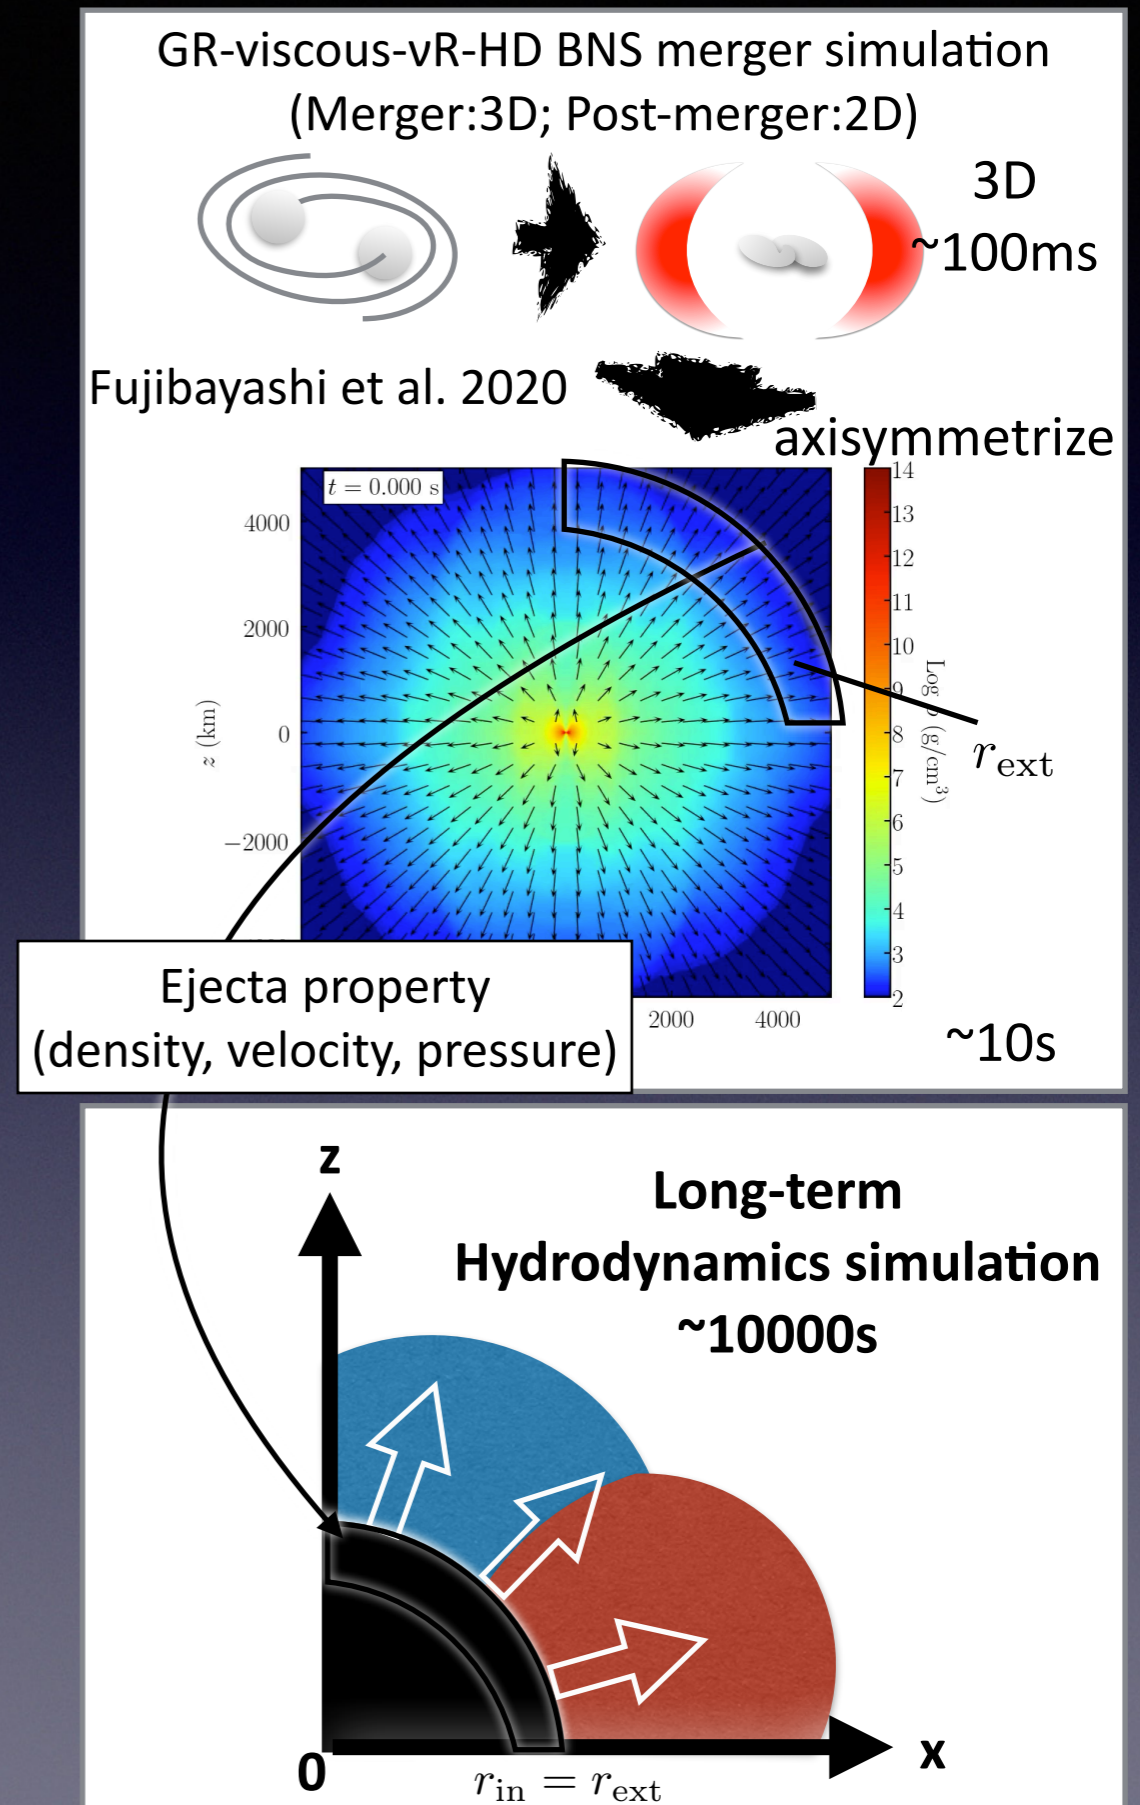 GR-viscous-νR-HD BNS merger simulation
(Merger:3D; Post-merger:2D)
3D
~100ms
Fujibayashi et al. 2020
axisymmetrize
t = 0.000 s
4000
2000
0
−2000
z (km)
14
13
12
11
10
9
8
7
6
5
4
3
2
Log ρ (g/cm³)
r_ext
2000
4000
~10s
Ejecta property
(density, velocity, pressure)
z
Long-term
Hydrodynamics simulation
~10000s
x
0
r_in = r_ext